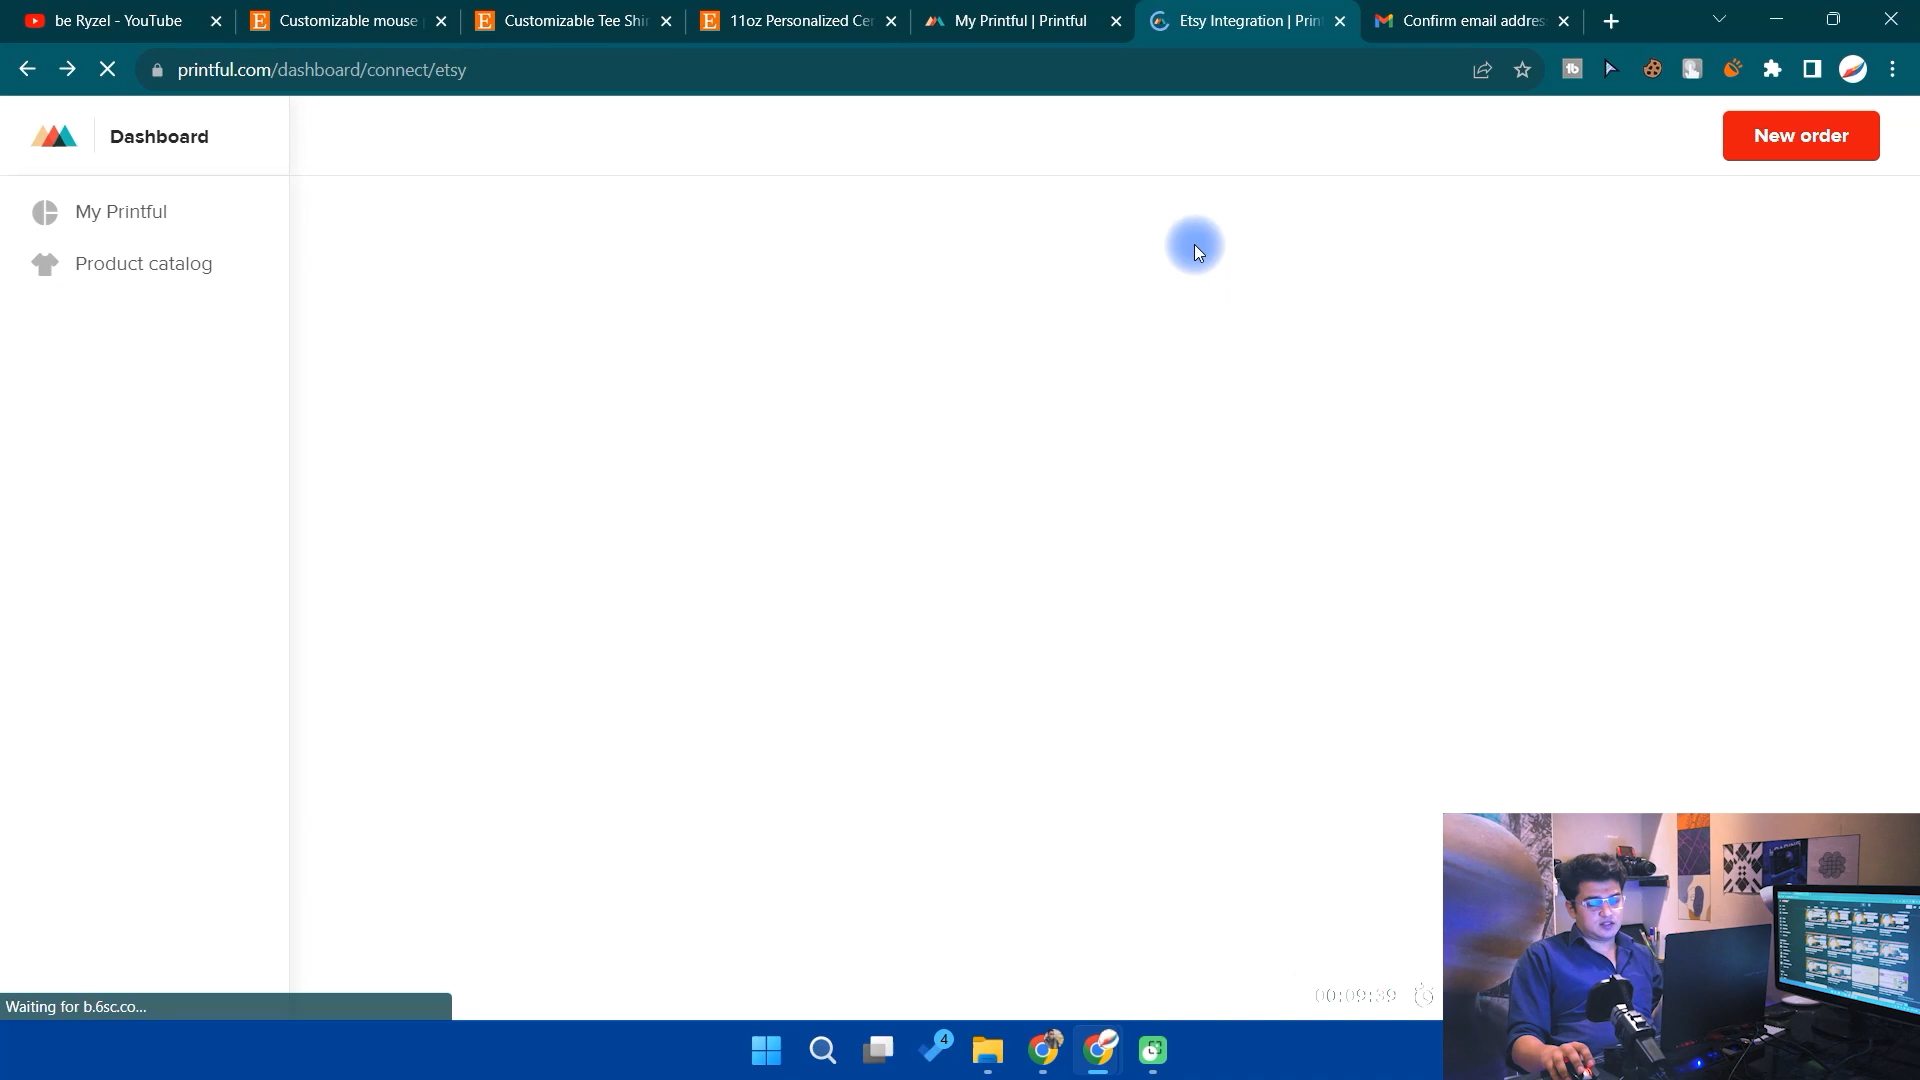 be Ryzel - YouTube
Customizable mouse
Customizable Tee Shir
11oz Personalized Cer
My Printful | Printful
Etsy Integration | Print
Confirm email addres
printful.com/dashboard/connect/etsy
Dashboard
New order
My Printful
Product catalog
00:09:39
Waiting for b.6sc.co...
4